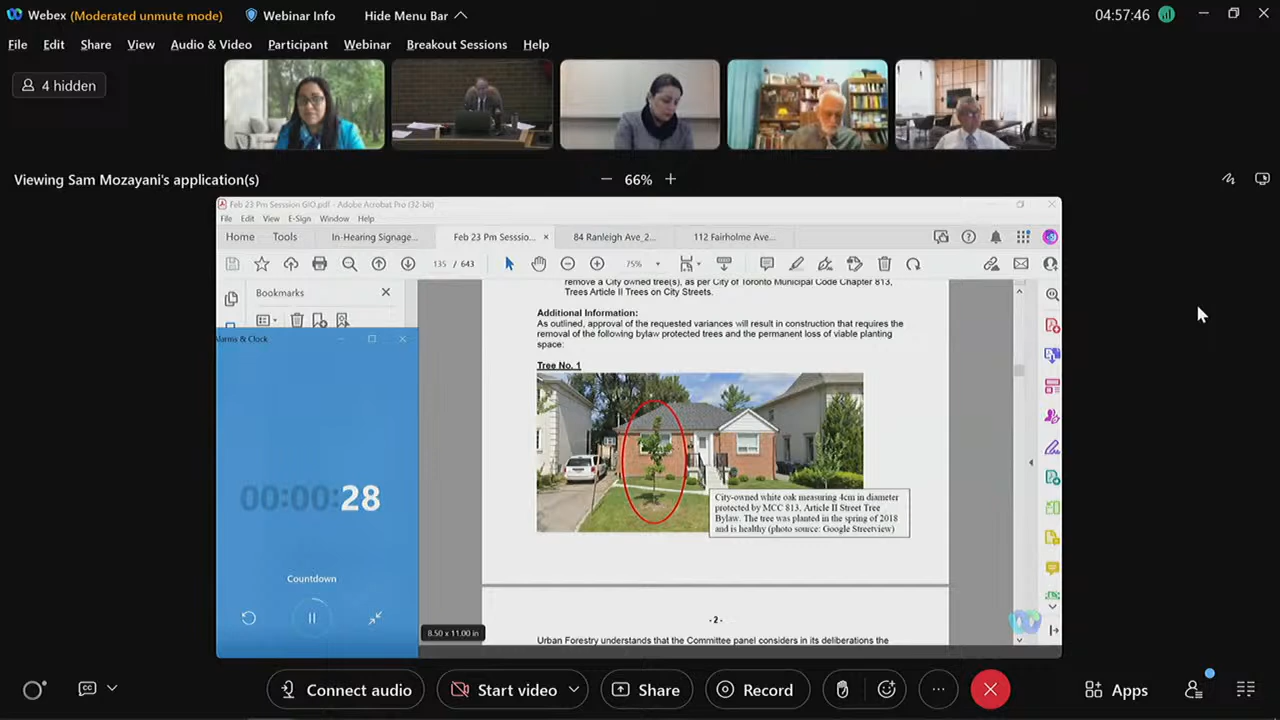 Webex (Moderated unmute mode) Webinar Info Hide Menu Bar 04:57:46
File Edit Share View Audio & Video Participant Webinar Breakout Sessions Help
4 hidden
Viewing Sam Mozayani's application(s) 66%
Feb 23 Pm Sesssion GIO.pdf - Adobe Acrobat Pro (32-bit)
File Edit View E-Sign Window Help
Home Tools In-Hearing Signage... Feb 23 Pm Sesssio... 84 Ranleigh Ave_2... 112 Fairholme Ave...
135 / 643 75%
Bookmarks
remove a City owned tree(s), as per City of Toronto Municipal Code Chapter 813,
Trees Article II Trees on City Streets.
Additional Information:
As outlined, approval of the requested variances will result in construction that requires the
removal of the following bylaw protected trees and the permanent loss of viable planting
space:
Tree No. 1
larms & Clock
00:00:28
Countdown
City-owned white oak measuring 4cm in diameter
protected by MCC 813, Article II Street Tree
Bylaw. The tree was planted in the spring of 2018
and is healthy (photo source: Google Streetview)
8.50 x 11.00 in
- 2 -
Urban Forestry understands that the Committee panel considers in its deliberations the
CC Connect audio Start video Share Record Apps